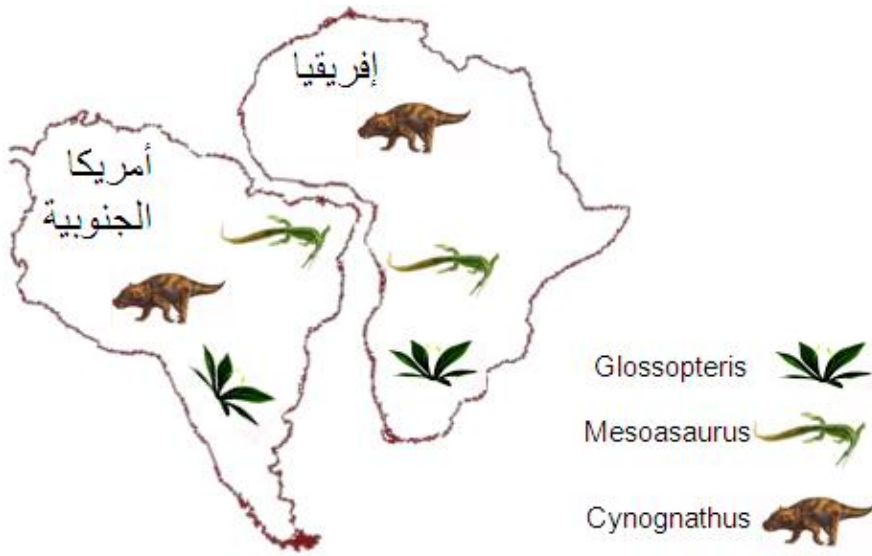 إفريقيا
أمريكا
الجنوبية
Glossopteris
Mesoasaurus
Cynognathus